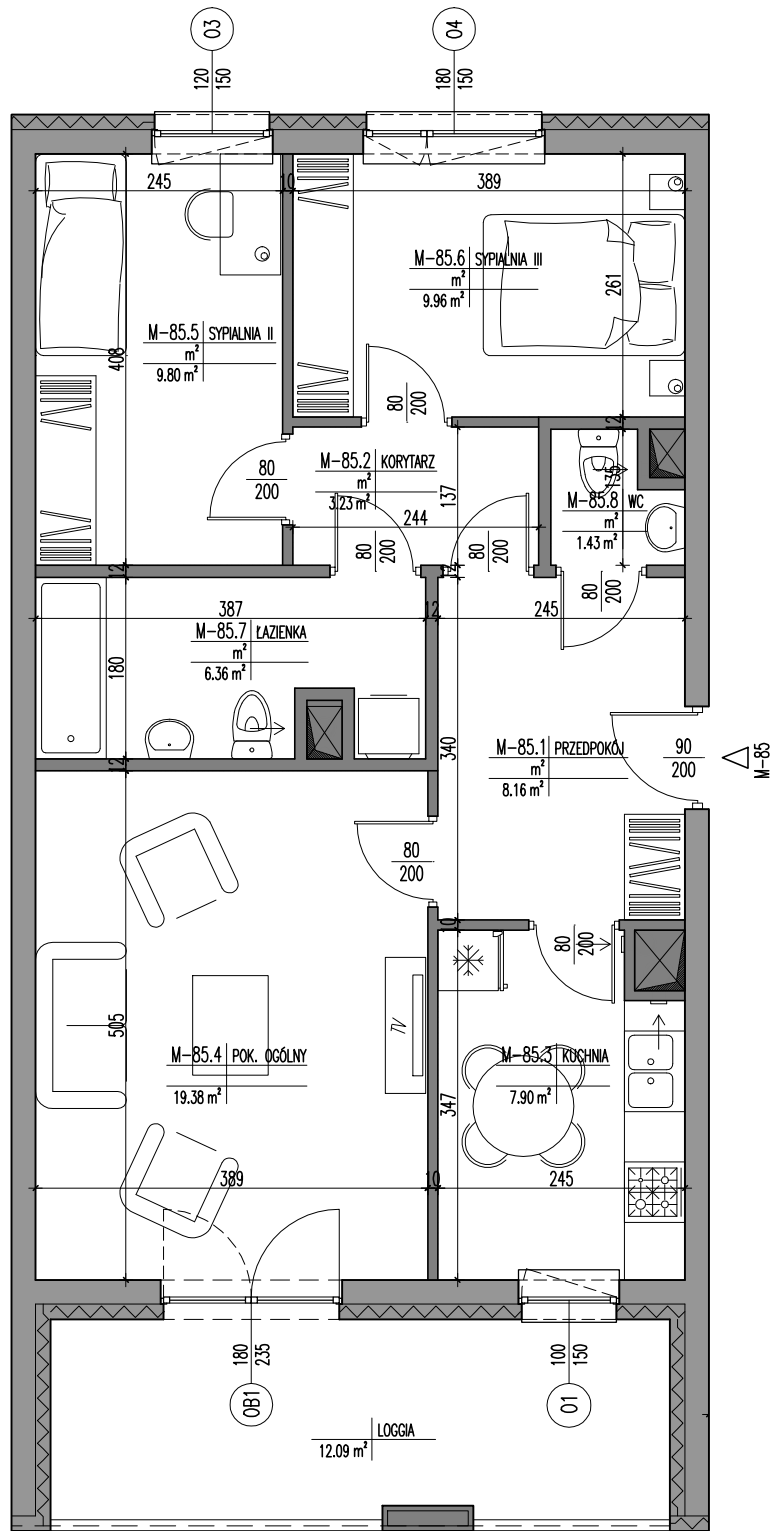 03
04
120
150
180
150
245
10
389
M-85.6 SYPIALNIA III
m²
9.96 m²
261
M-85.5 SYPIALNIA II
m²
9.80 m²
408
80
200
12
80
200
M-85.2 KORYTARZ
m²
3.23 m²
137
135
M-85.8 WC
m²
1.43 m²
244
80
200
80
200
80
200
12
12
387
12
245
M-85.7 ŁAZIENKA
m²
6.36 m²
180
340
M-85.1 PRZEDPOKÓJ
m²
8.16 m²
90
200
M-85
12
80
200
10
80
200
TV
505
M-85.4 POK. OGÓLNY
19.38 m²
M-85.3 KUCHNIA
7.90 m²
347
389
10
245
180
235
100
150
0B1
01
LOGGIA
12.09 m²